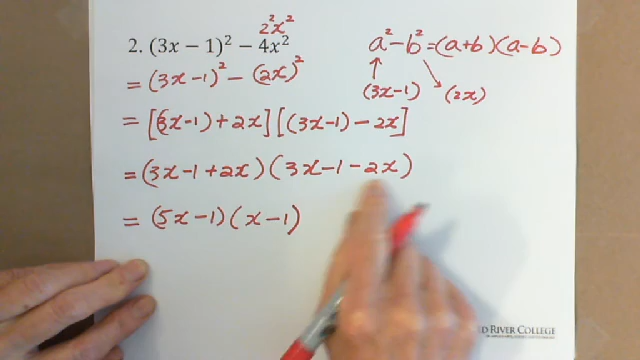 2²x²
2. (3x − 1)² − 4x²
a² − b² = (a+b)(a−b)
= (3x−1)² − (2x)²
(3x−1) (2x)
= [(3x−1) + 2x][(3x−1) − 2x]
= (3x−1+2x)(3x−1−2x)
= (5x−1)(x−1)
RIVER COLLEGE